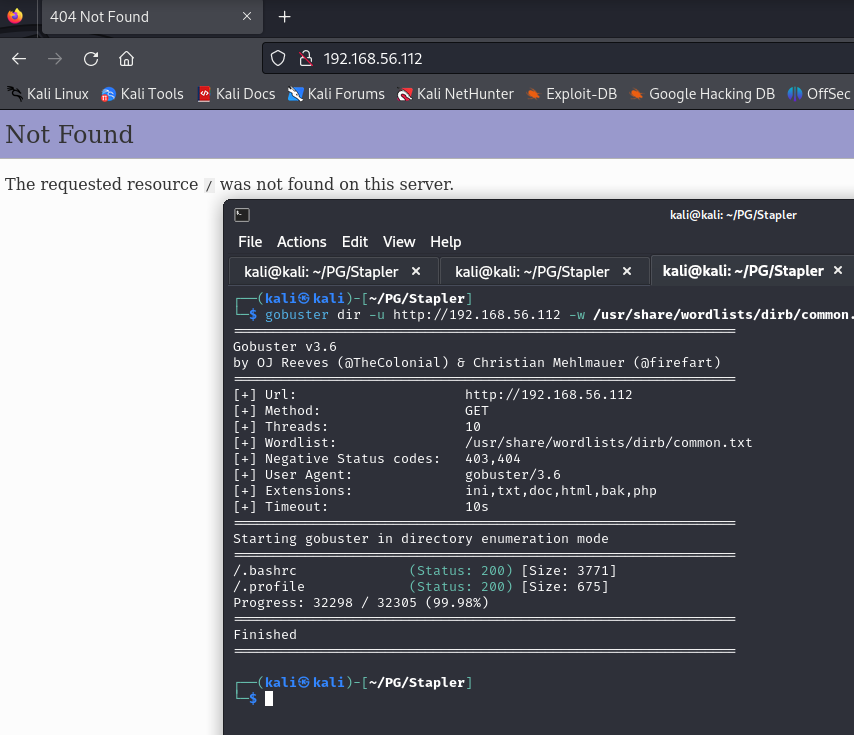 404 Not Found
192.168.56.112
Kali Linux Kali Tools Kali Docs Kali Forums Kali NetHunter Exploit-DB Google Hacking DB OffSec
Not Found
The requested resource / was not found on this server.
kali@kali: ~/PG/Stapler
File Actions Edit View Help
kali@kali: ~/PG/Stapler × kali@kali: ~/PG/Stapler × kali@kali: ~/PG/Stapler ×
┌──(kali㉿kali)-[~/PG/Stapler]
└─$ gobuster dir -u http://192.168.56.112 -w /usr/share/wordlists/dirb/common.
===============================================================
Gobuster v3.6
by OJ Reeves (@TheColonial) & Christian Mehlmauer (@firefart)
===============================================================
[+] Url: http://192.168.56.112
[+] Method: GET
[+] Threads: 10
[+] Wordlist: /usr/share/wordlists/dirb/common.txt
[+] Negative Status codes: 403,404
[+] User Agent: gobuster/3.6
[+] Extensions: ini,txt,doc,html,bak,php
[+] Timeout: 10s
===============================================================
Starting gobuster in directory enumeration mode
===============================================================
/.bashrc (Status: 200) [Size: 3771]
/.profile (Status: 200) [Size: 675]
Progress: 32298 / 32305 (99.98%)
===============================================================
Finished
===============================================================
┌──(kali㉿kali)-[~/PG/Stapler]
└─$